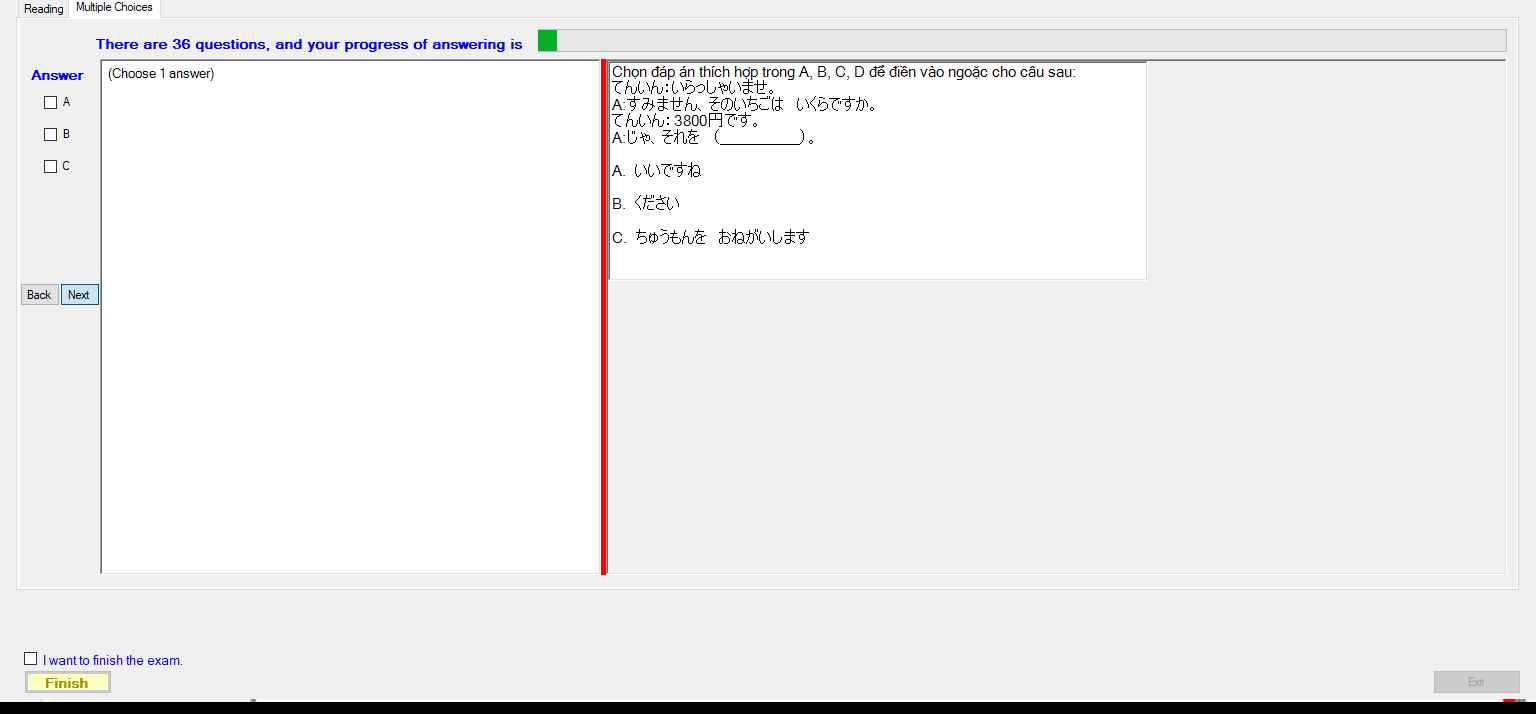 Reading
Multiple Choices
There are 36 questions, and your progress of answering is
Answer
A
B
C
Back
Next
(Choose 1 answer)
Chọn đáp án thích hợp trong A, B, C, D để điền vào ngoặc cho câu sau:
てんいん:いらっしゃいませ。
A:すみません、そのいちごは　いくらですか。
てんいん: 3800円です。
A:じゃ、それを　(__________)。
A. いいですね
B. ください
C. ちゅうもんを　おねがいします
I want to finish the exam.
Finish
Exit